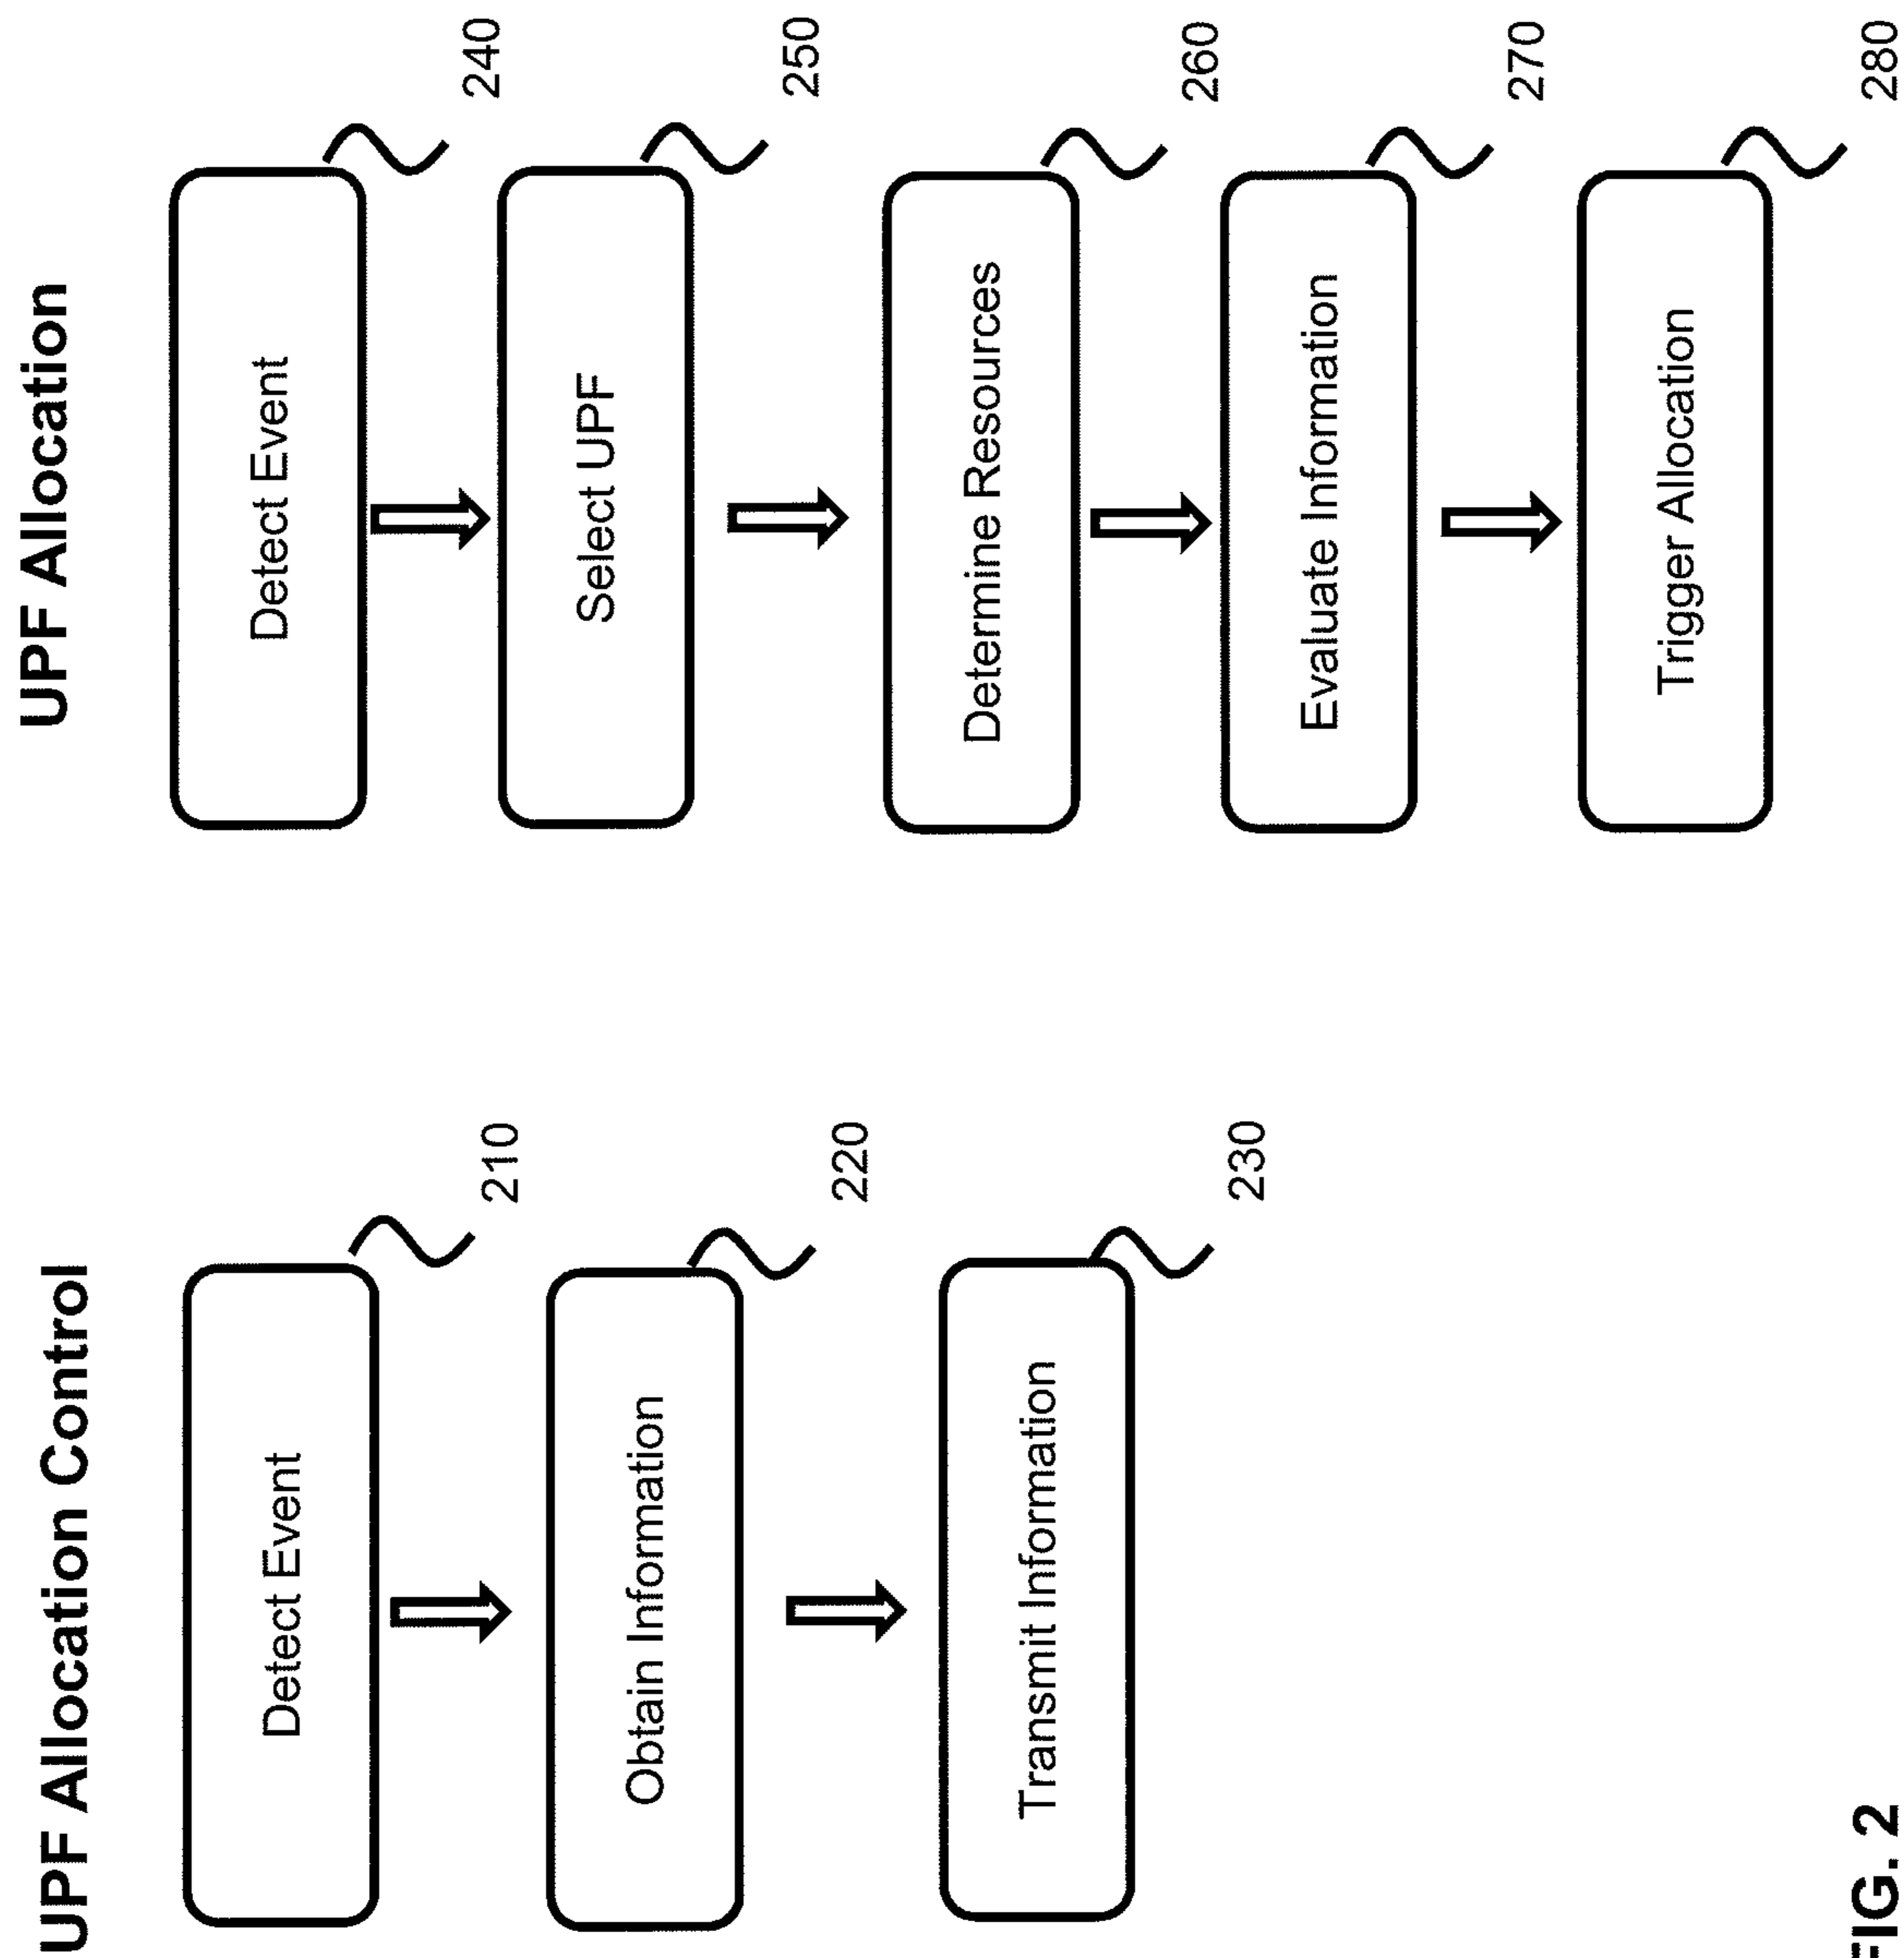 UPF Allocation Control
Detect Event
210
Obtain Information
220
Transmit Information
230
UPF Allocation
Detect Event
240
Select UPF
250
Determine Resources
260
Evaluate Information
270
Trigger Allocation
280
FIG. 2